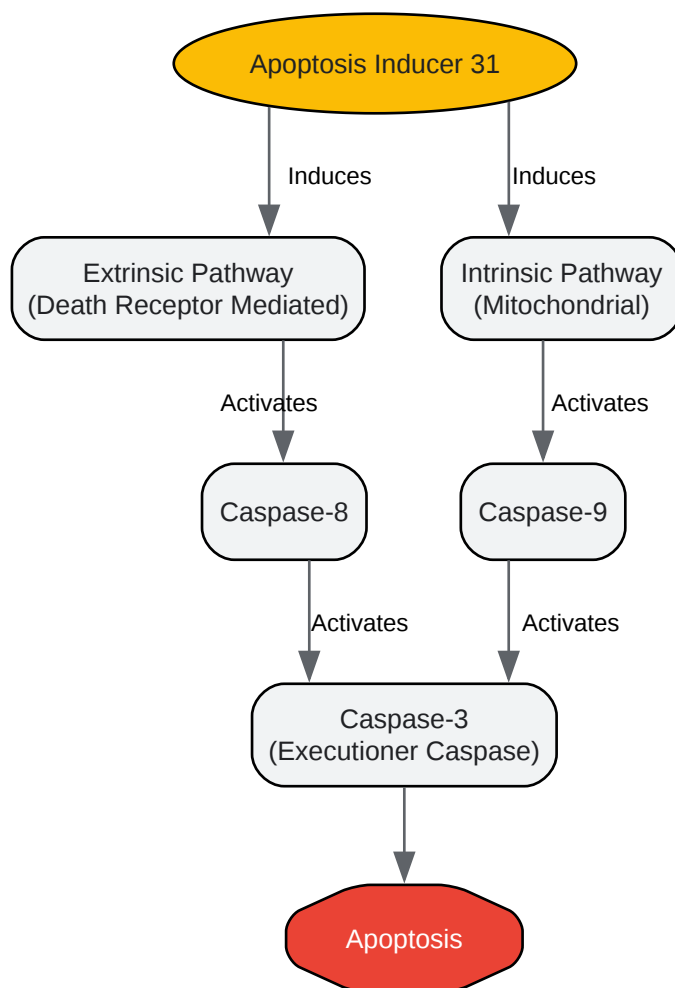 Apoptosis Inducer 31
Induces
Induces
Extrinsic Pathway
(Death Receptor Mediated)
Intrinsic Pathway
(Mitochondrial)
Activates
Activates
Caspase-8
Caspase-9
Activates
Activates
Caspase-3
(Executioner Caspase)
Apoptosis